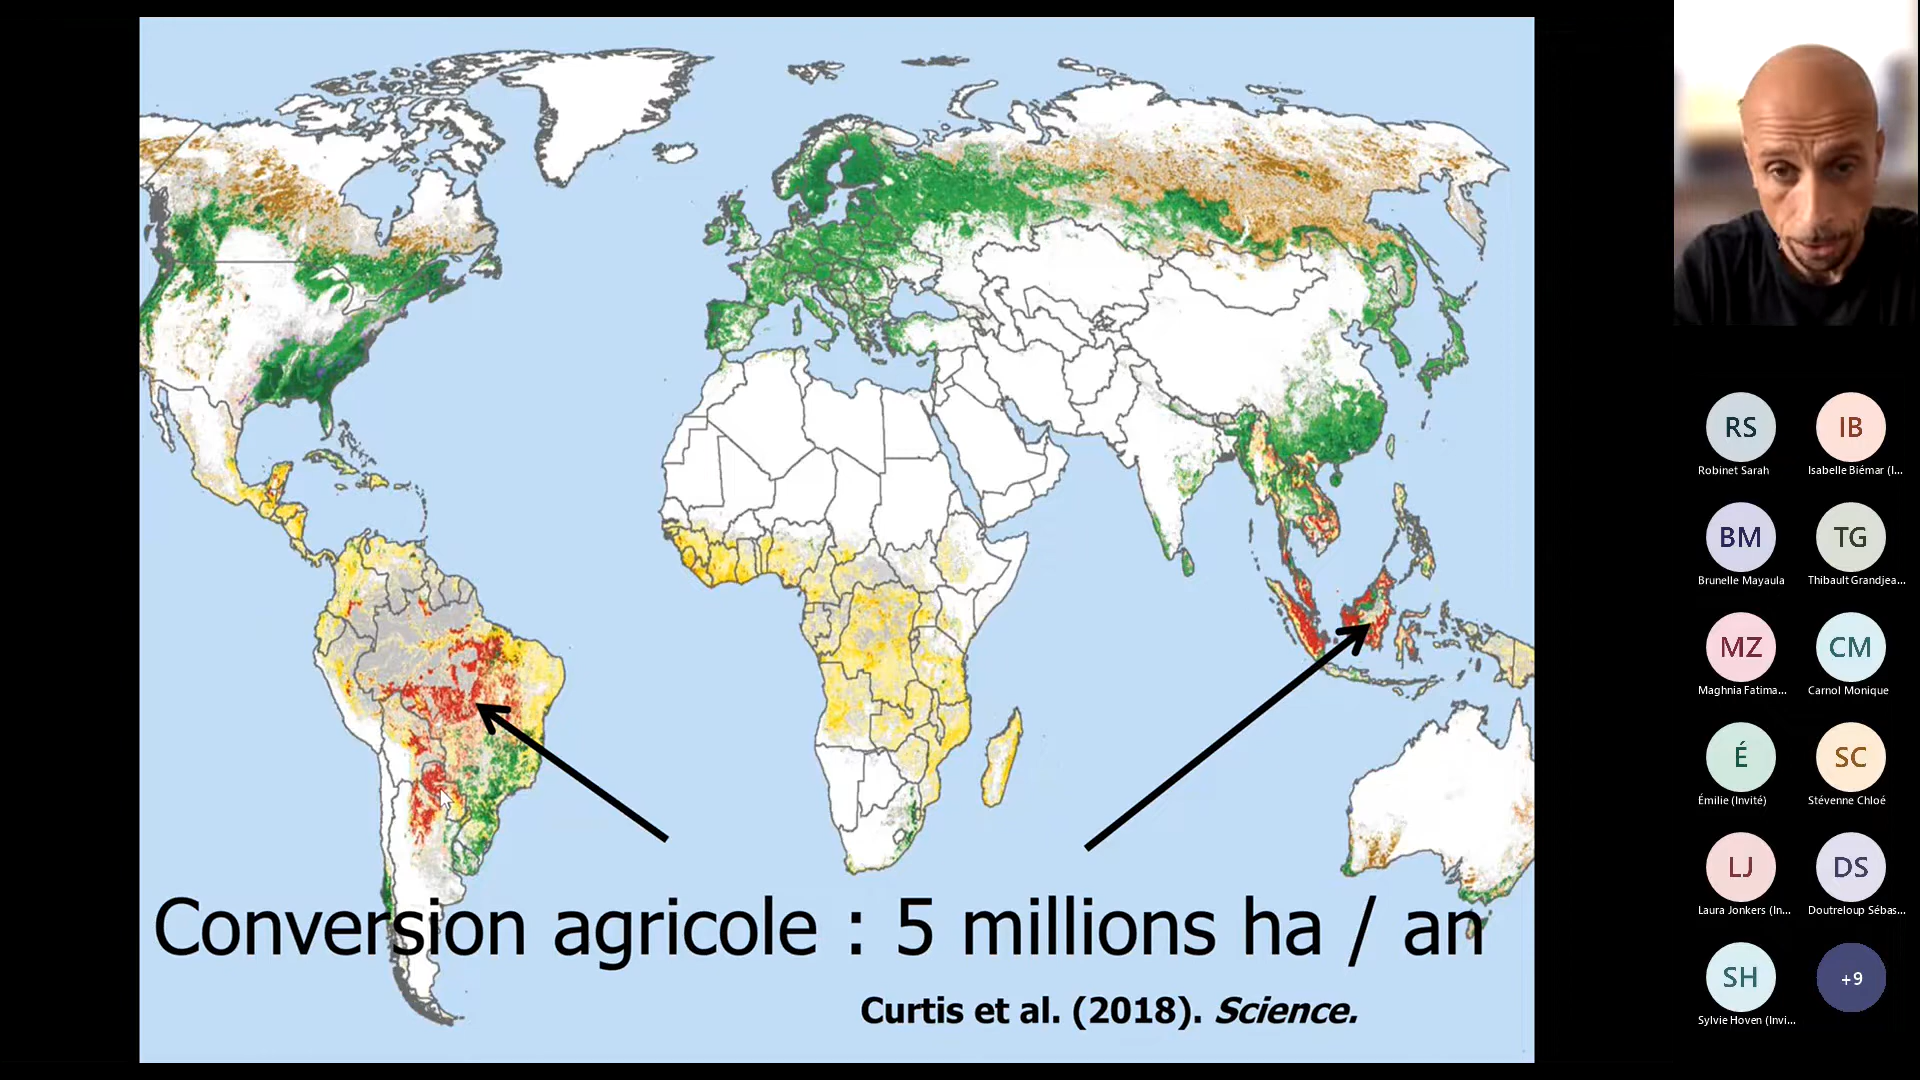 Conversion agricole : 5 millions ha / an
Curtis et al. (2018). Science.
RS
Robinet Sarah
IB
Isabelle Biémar (I...
BM
Brunelle Mayaula
TG
Thibault Grandjea...
MZ
Maghnia Fatima...
CM
Carnol Monique
É
Émilie (Invité)
SC
Stévenne Chloé
LJ
Laura Jonkers (In...
DS
Doutreloup Sébas...
SH
Sylvie Hoven (Invi...
+9